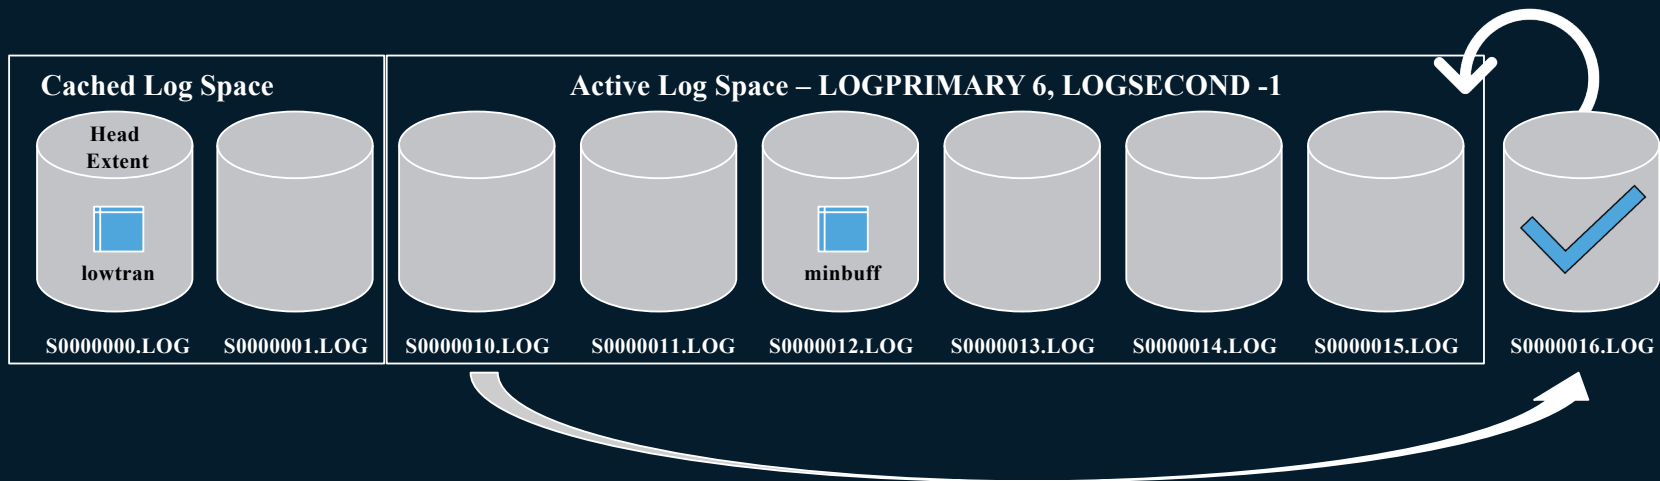 Cached Log Space
Active Log Space – LOGPRIMARY 6, LOGSECOND -1
Head
Extent
lowtran
minbuff
S0000000.LOG
S0000001.LOG
S0000010.LOG
S0000011.LOG
S0000012.LOG
S0000013.LOG
S0000014.LOG
S0000015.LOG
S0000016.LOG